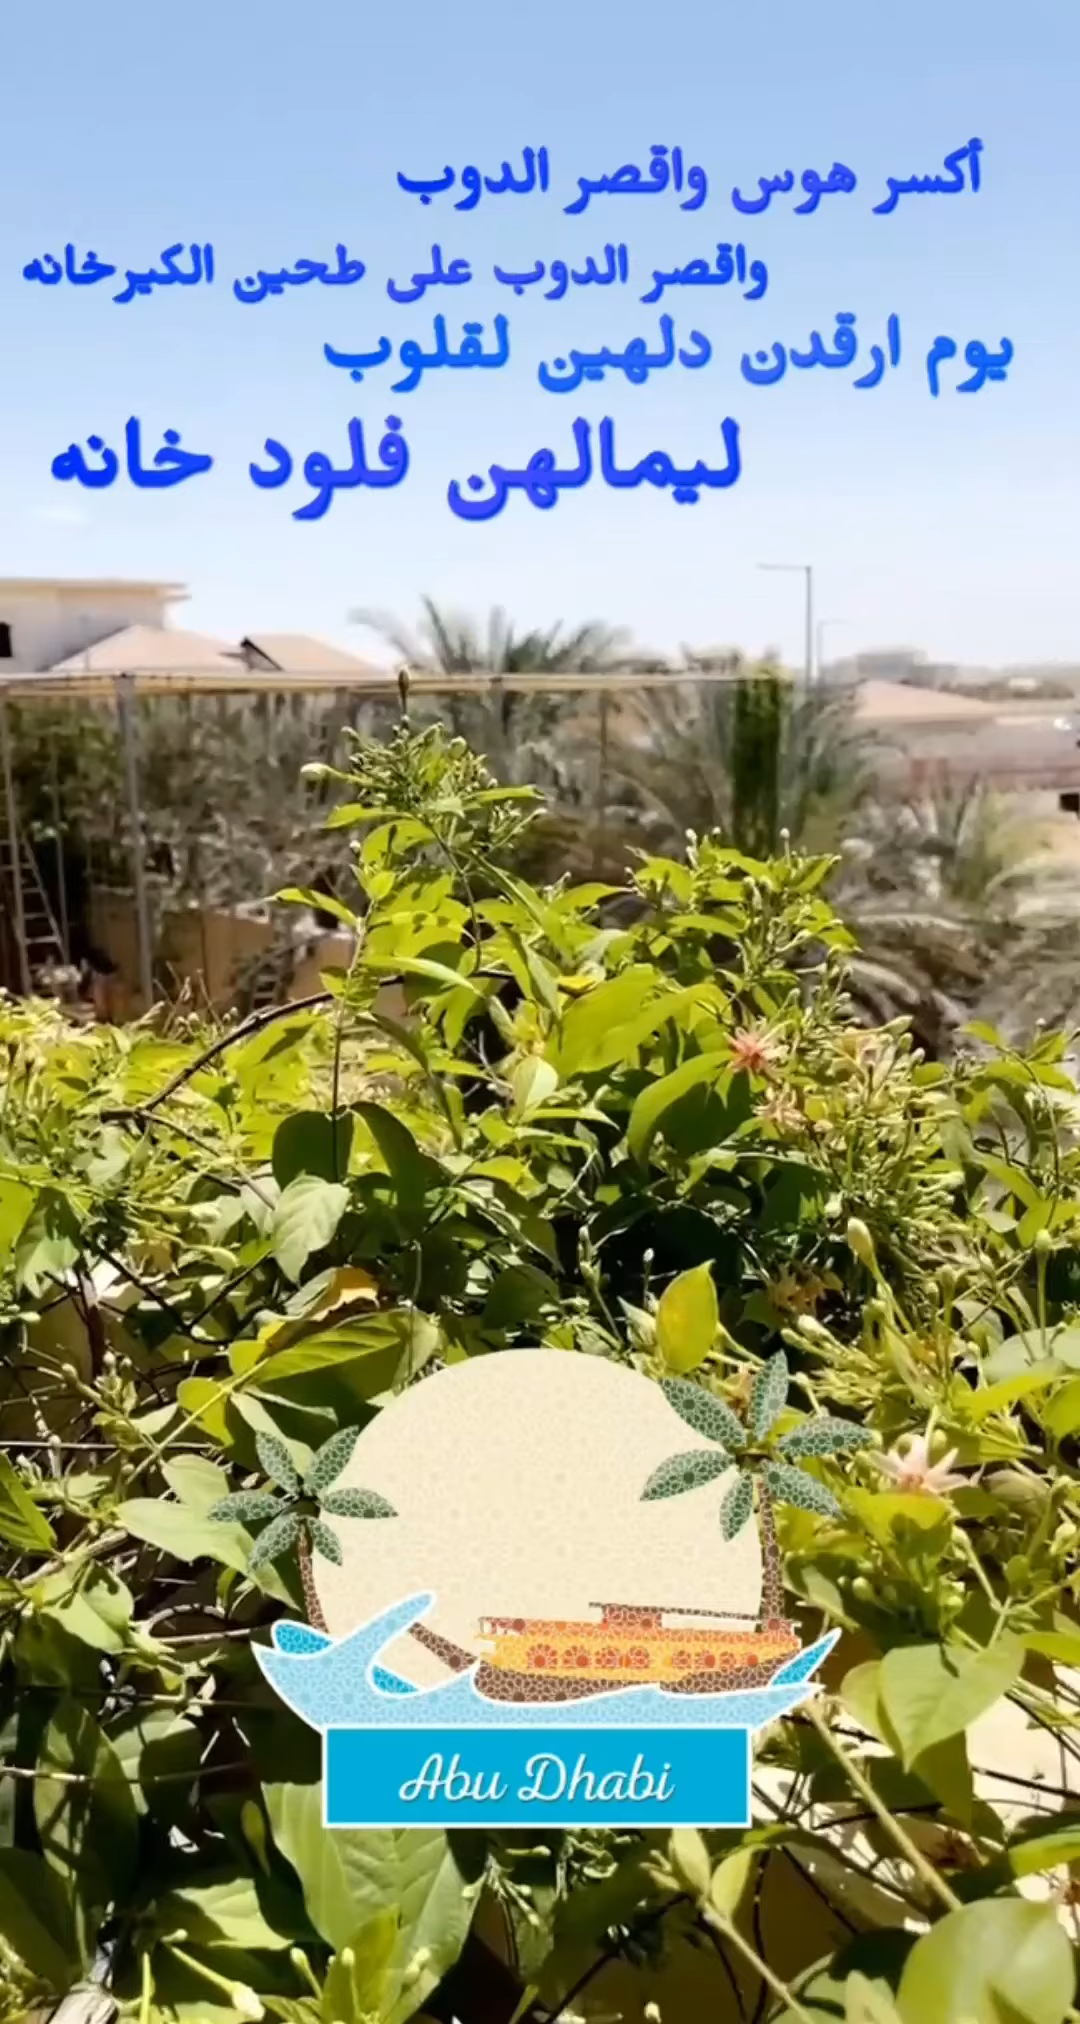 أكسر هوس واقصر الدوب
واقصر الدوب على طحين الكيرخانه
يوم ارقدن دلهين لقلوب
ليمالهن فلود خانه
Abu Dhabi